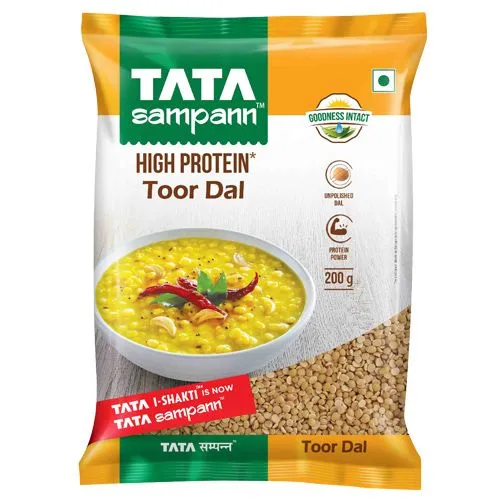 TATA
sampann™
HIGH PROTEIN*
Toor Dal
GOODNESS INTACT
UNPOLISHED
DAL
PROTEIN
POWER
200 g
TATA I-SHAKTI™ IS NOW
TATA sampann™
TATA सम्पन्न™
Toor Dal